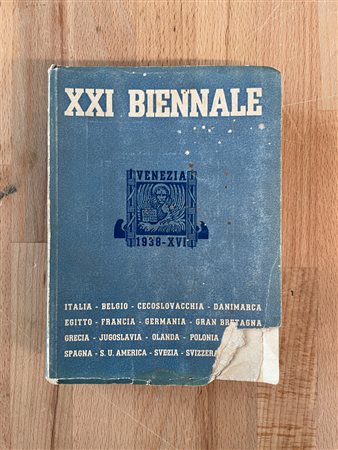 XXI BIENNALE
VENEZIA
1938-XVI
ITALIA - BELGIO - CECOSLOVACCHIA - DANIMARCA
EGITTO - FRANCIA - GERMANIA - GRAN BRETAGNA
GRECIA - JUGOSLAVIA - OLANDA - POLONIA
SPAGNA - S. U. AMERICA - SVEZIA - SVIZZERA